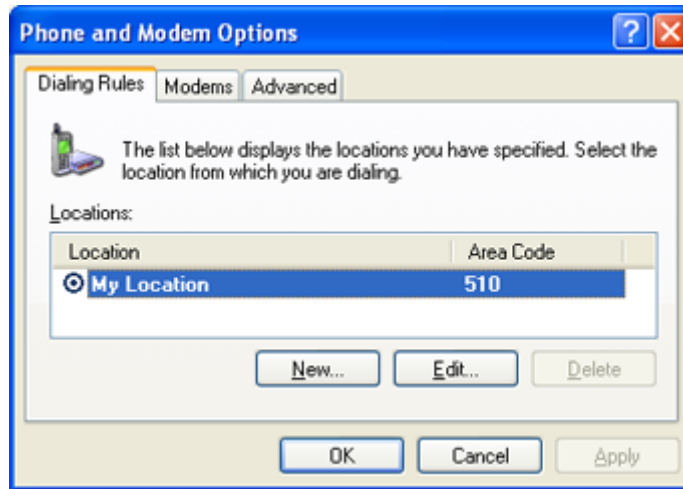 Phone and Modem Options
Dialing Rules Modems Advanced
The list below displays the locations you have specified. Select the
location from which you are dialing.
Locations:
Location Area Code
My Location 510
New... Edit... Delete
OK Cancel Apply